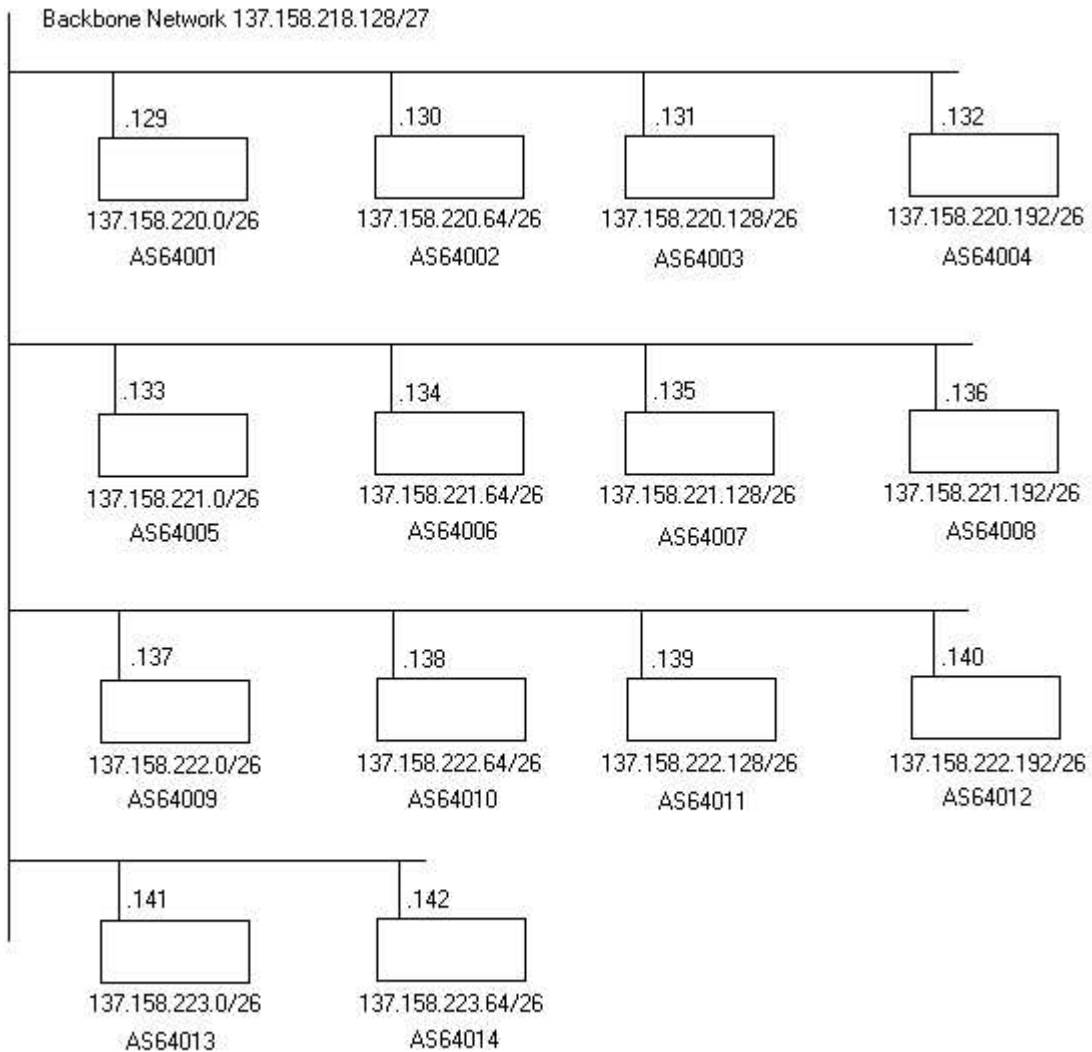 Backbone Network 137.158.218.128/27
.129 .130 .131 .132
137.158.220.0/26 137.158.220.64/26 137.158.220.128/26 137.158.220.192/26
AS64001 AS64002 AS64003 AS64004
.133 .134 .135 .136
137.158.221.0/26 137.158.221.64/26 137.158.221.128/26 137.158.221.192/26
AS64005 AS64006 AS64007 AS64008
.137 .138 .139 .140
137.158.222.0/26 137.158.222.64/26 137.158.222.128/26 137.158.222.192/26
AS64009 AS64010 AS64011 AS64012
.141 .142
137.158.223.0/26 137.158.223.64/26
AS64013 AS64014